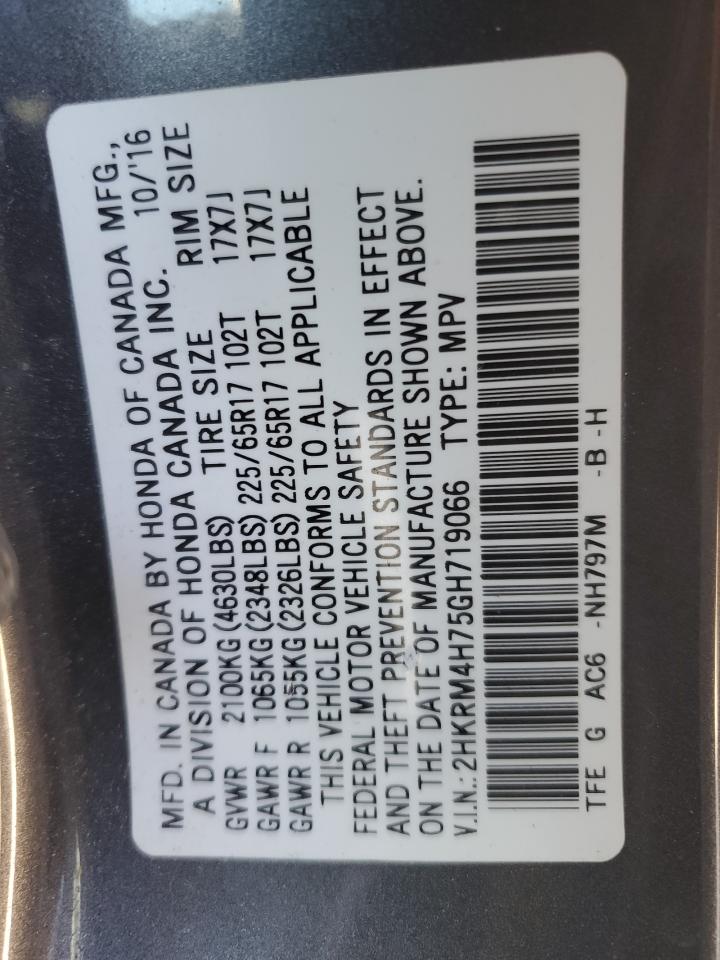 MFD. IN CANADA BY HONDA OF CANADA MFG.,
A DIVISION OF HONDA CANADA INC. 10/'16
TIRE SIZE RIM SIZE
GVWR 2100KG (4630LBS)
GAWR F 1065KG (2348LBS) 225/65R17 102T 17X7J
GAWR R 1055KG (2326LBS) 225/65R17 102T 17X7J
THIS VEHICLE CONFORMS TO ALL APPLICABLE
FEDERAL MOTOR VEHICLE SAFETY
AND THEFT PREVENTION STANDARDS IN EFFECT
ON THE DATE OF MANUFACTURE SHOWN ABOVE.
V.I.N.: 2HKRM4H75GH719066 TYPE: MPV
TFE G AC6 -NH797M -B -H